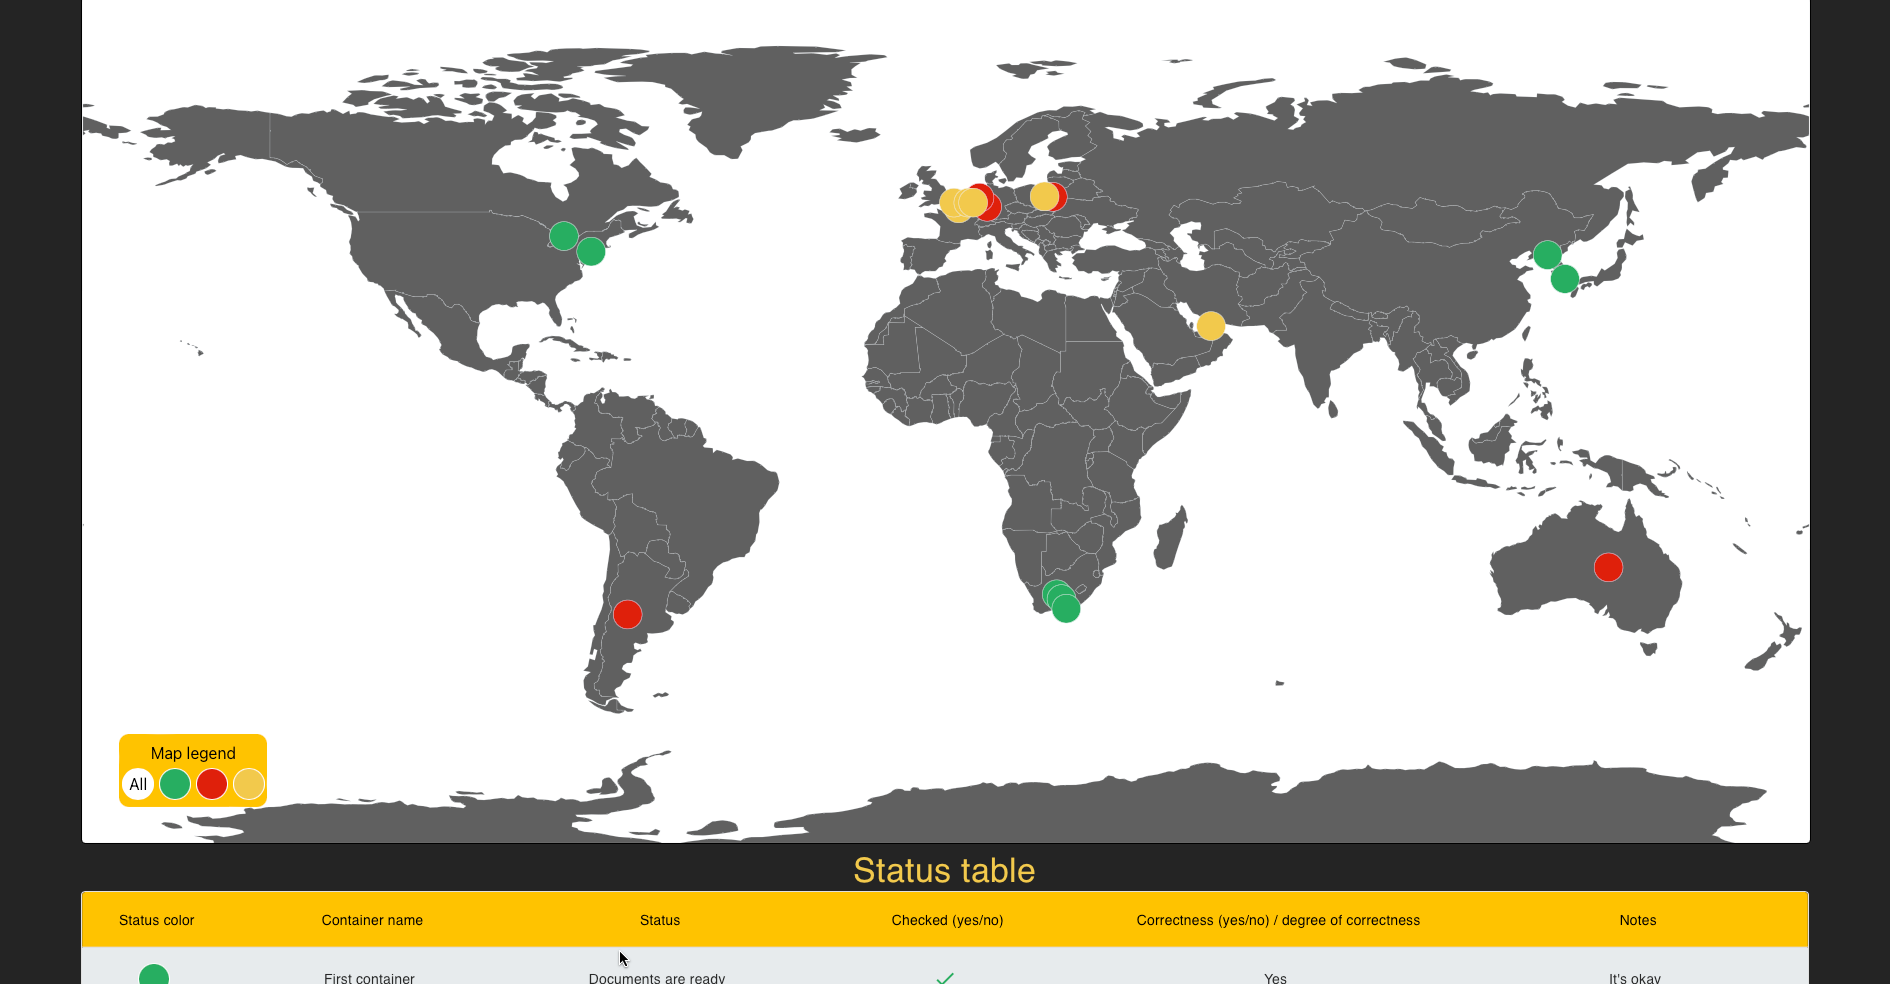 Map legend
All
Status table
Status color Container name Status Checked (yes/no) Correctness (yes/no) / degree of correctness Notes
First container Documents are ready Yes It's okay